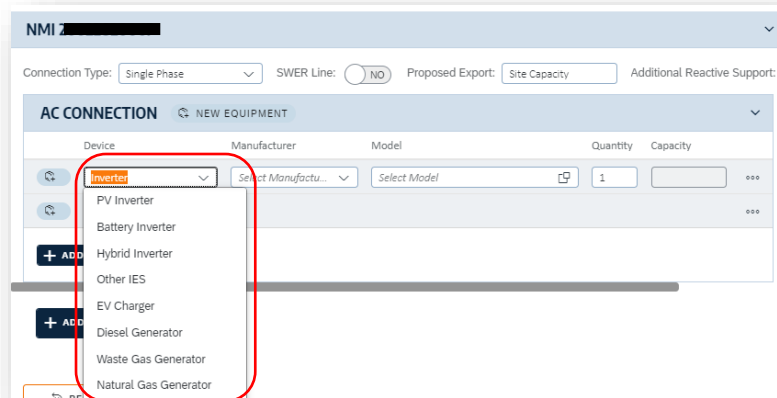 NMI
Connection Type: Single Phase SWER Line: NO Proposed Export: Site Capacity Additional Reactive Support:
AC CONNECTION NEW EQUIPMENT
Device Manufacturer Model Quantity Capacity
Inverter Select Manufactu... Select Model 1
PV Inverter
Battery Inverter
Hybrid Inverter
+ ADD
Other IES
EV Charger
+ ADD
Diesel Generator
Waste Gas Generator
Natural Gas Generator